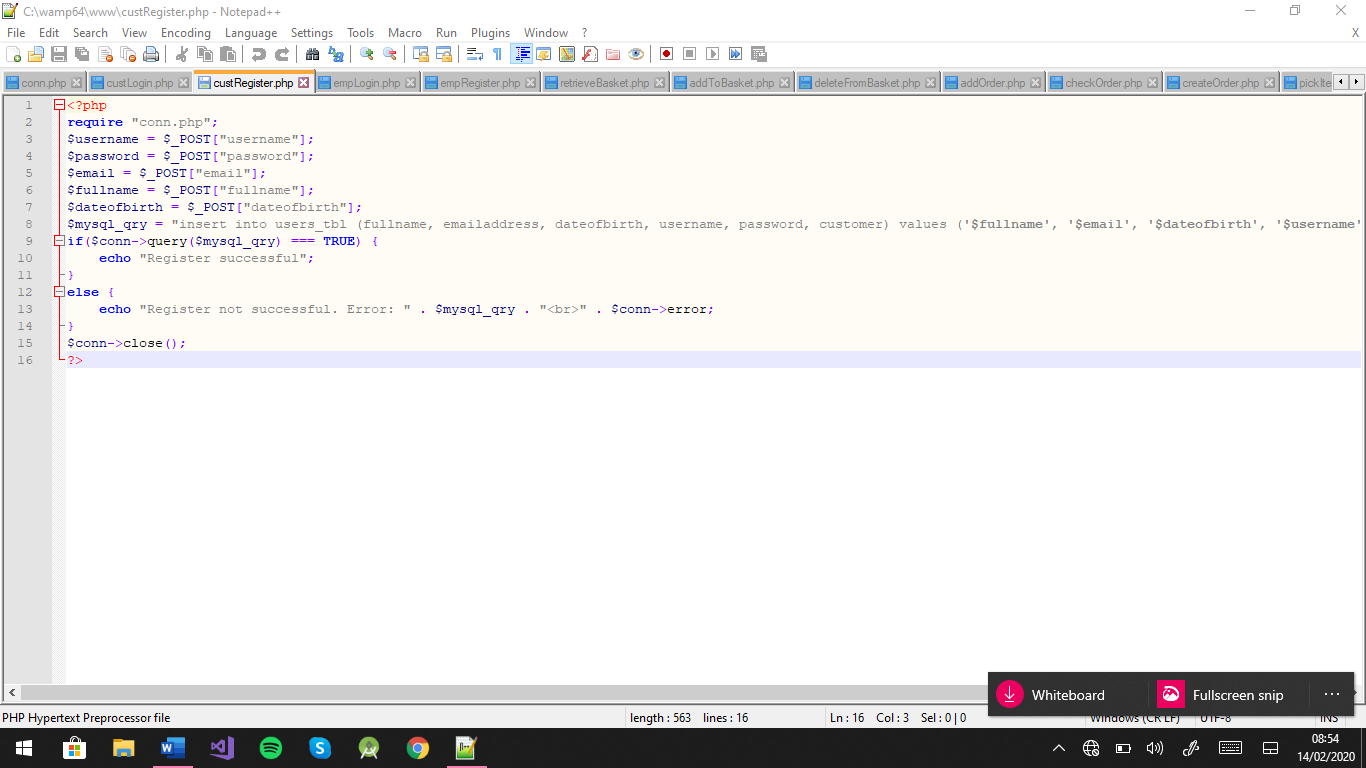 C:\wamp64\www\custRegister.php - Notepad++
File Edit Search View Encoding Language Settings Tools Macro Run Plugins Window ? X
conn.php custLogin.php custRegister.php empLogin.php empRegister.php retrieveBasket.php addToBasket.php deleteFromBasket.php addOrder.php checkOrder.php createOrder.php pickIte
1 <?php
2 require "conn.php";
3 $username = $_POST["username"];
4 $password = $_POST["password"];
5 $email = $_POST["email"];
6 $fullname = $_POST["fullname"];
7 $dateofbirth = $_POST["dateofbirth"];
8 $mysql_qry = "insert into users_tbl (fullname, emailaddress, dateofbirth, username, password, customer) values ('$fullname', '$email', '$dateofbirth', '$username'
9 if($conn->query($mysql_qry) === TRUE) {
10 echo "Register successful";
11 }
12 else {
13 echo "Register not successful. Error: " . $mysql_qry . "<br>" . $conn->error;
14 }
15 $conn->close();
16 ?>
Whiteboard Fullscreen snip ...
PHP Hypertext Preprocessor file length : 563 lines : 16 Ln : 16 Col : 3 Sel : 0 | 0 Windows (CR LF) UTF-8 INS
08:54
14/02/2020